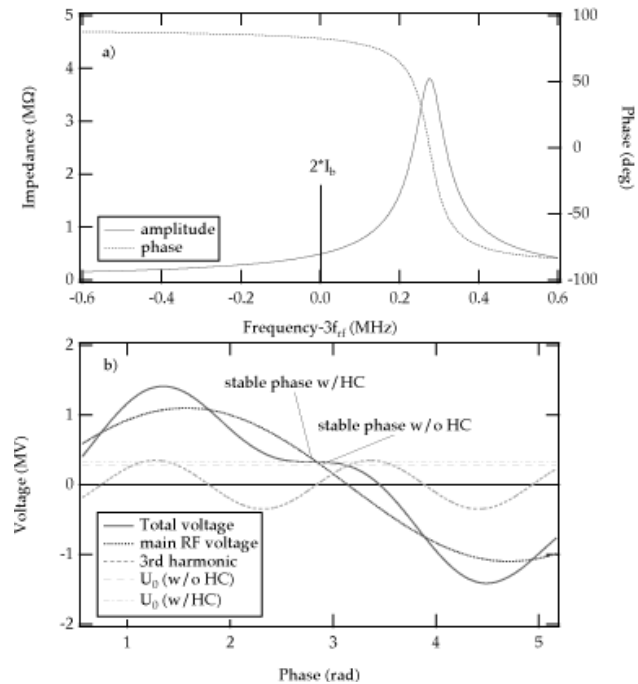 5
4
3
2
1
0
Impedance (MΩ)
a)
2*I_b
amplitude
phase
100
50
0
-50
-100
Phase (deg)
-0.6
-0.4
-0.2
0.0
0.2
0.4
0.6
Frequency-3f_rf (MHz)
2
1
0
-1
-2
Voltage (MV)
b)
stable phase w/HC
stable phase w/o HC
Total voltage
main RF voltage
3rd harmonic
U_0 (w/o HC)
U_0 (w/HC)
1
2
3
4
5
Phase (rad)